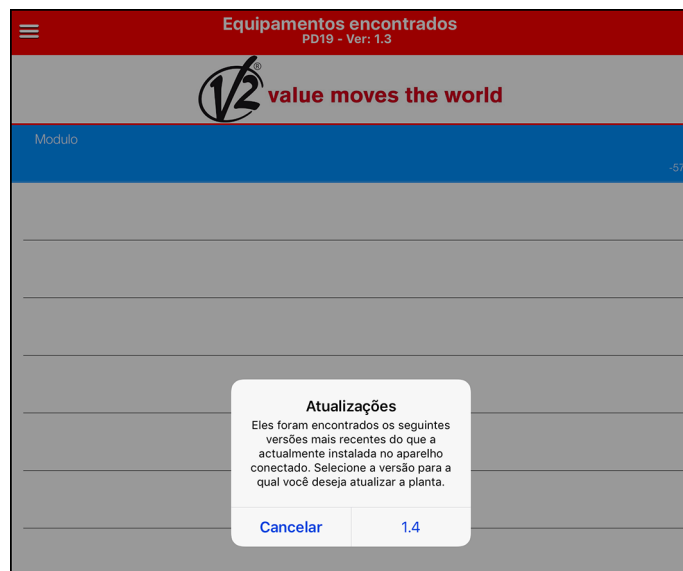 Equipamentos encontrados
PD19 - Ver: 1.3
V2® value moves the world
Modulo
-57
Atualizações
Eles foram encontrados os seguintes
versões mais recentes do que a
actualmente instalada no aparelho
conectado. Selecione a versão para a
qual você deseja atualizar a planta.
Cancelar 1.4